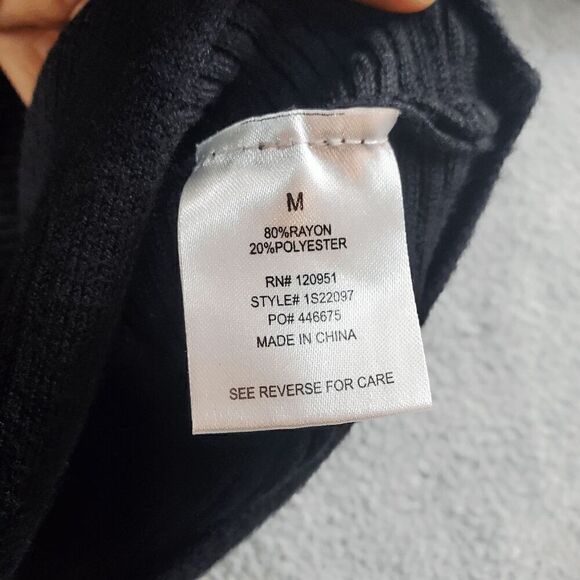 M
80%RAYON
20%POLYESTER
RN# 120951
STYLE# 1S22097
PO# 446675
MADE IN CHINA
SEE REVERSE FOR CARE